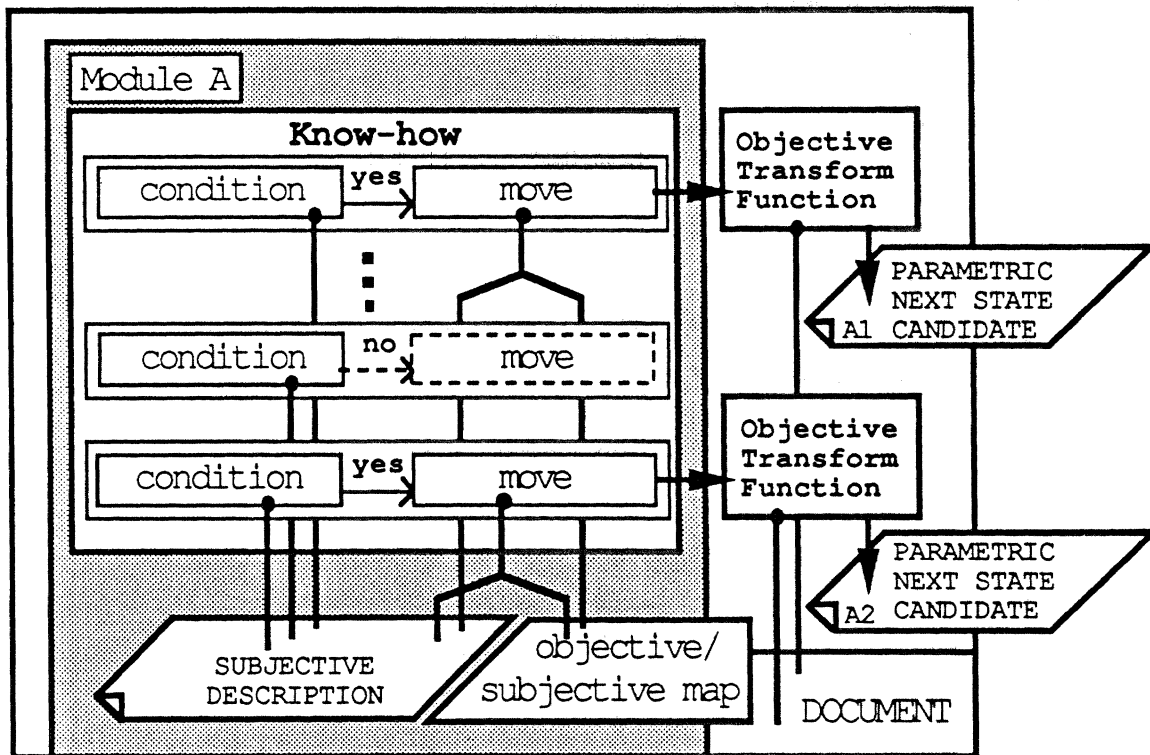 Module A
Know-how
condition
yes
move
Objective
Transform
Function
PARAMETRIC
NEXT STATE
A1 CANDIDATE
condition
no
move
condition
yes
move
Objective
Transform
Function
PARAMETRIC
NEXT STATE
A2 CANDIDATE
SUBJECTIVE
DESCRIPTION
objective/
subjective map
DOCUMENT